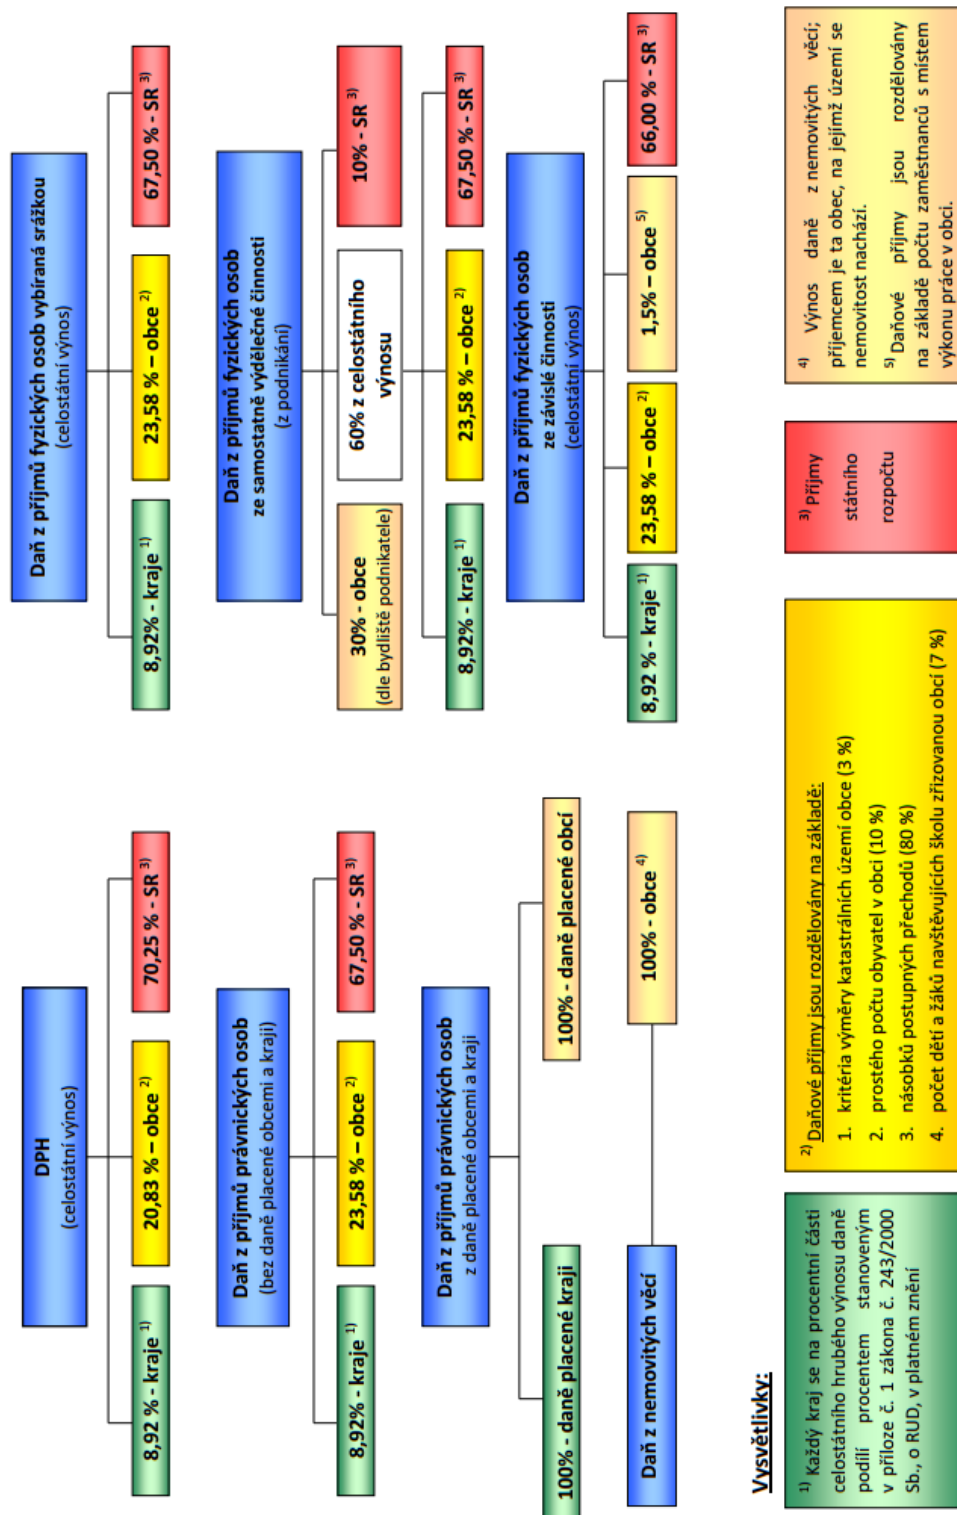 DPH
(celostátní výnos)
8,92 % - kraje 1)
20,83 % – obce 2)
70,25 % - SR 3)
Daň z příjmů právnických osob
(bez daně placené obcemi a kraji)
8,92% - kraje 1)
23,58 % – obce 2)
67,50 % - SR 3)
Daň z příjmů právnických osob
z daně placené obcemi a kraji
100% - daně placené kraji
100% - daně placené obcí
Daň z nemovitých věcí
100% - obce 4)
Daň z příjmů fyzických osob vybíraná srážkou
(celostátní výnos)
8,92% - kraje 1)
23,58 % – obce 2)
67,50 % - SR 3)
Daň z příjmů fyzických osob
ze samostatně výdělečné činnosti
(z podnikání)
30% - obce
(dle bydliště podnikatele)
60% z celostátního
výnosu
10% - SR 3)
8,92% - kraje 1)
23,58 % – obce 2)
67,50 % - SR 3)
Daň z příjmů fyzických osob
ze závislé činnosti
(celostátní výnos)
8,92 % - kraje 1)
23,58 % – obce 2)
1,5% – obce 5)
66,00 % - SR 3)
Vysvětlivky:
1) Každý kraj se na procentní části
celostátního hrubého výnosu daně
podílí procentem stanoveným
v příloze č. 1 zákona č. 243/2000
Sb., o RUD, v platném znění
2) Daňové příjmy jsou rozdělovány na základě:
1. kritéria výměry katastrálních území obce (3 %)
2. prostého počtu obyvatel v obci (10 %)
3. násobků postupných přechodů (80 %)
4. počet dětí a žáků navštěvujících školu zřizovanou obcí (7 %)
3) Příjmy
státního
rozpočtu
4) Výnos daně z nemovitých věcí;
příjemcem je ta obec, na jejímž území se
nemovitost nachází.
5) Daňové příjmy jsou rozdělovány
na základě počtu zaměstnanců s místem
výkonu práce v obci.